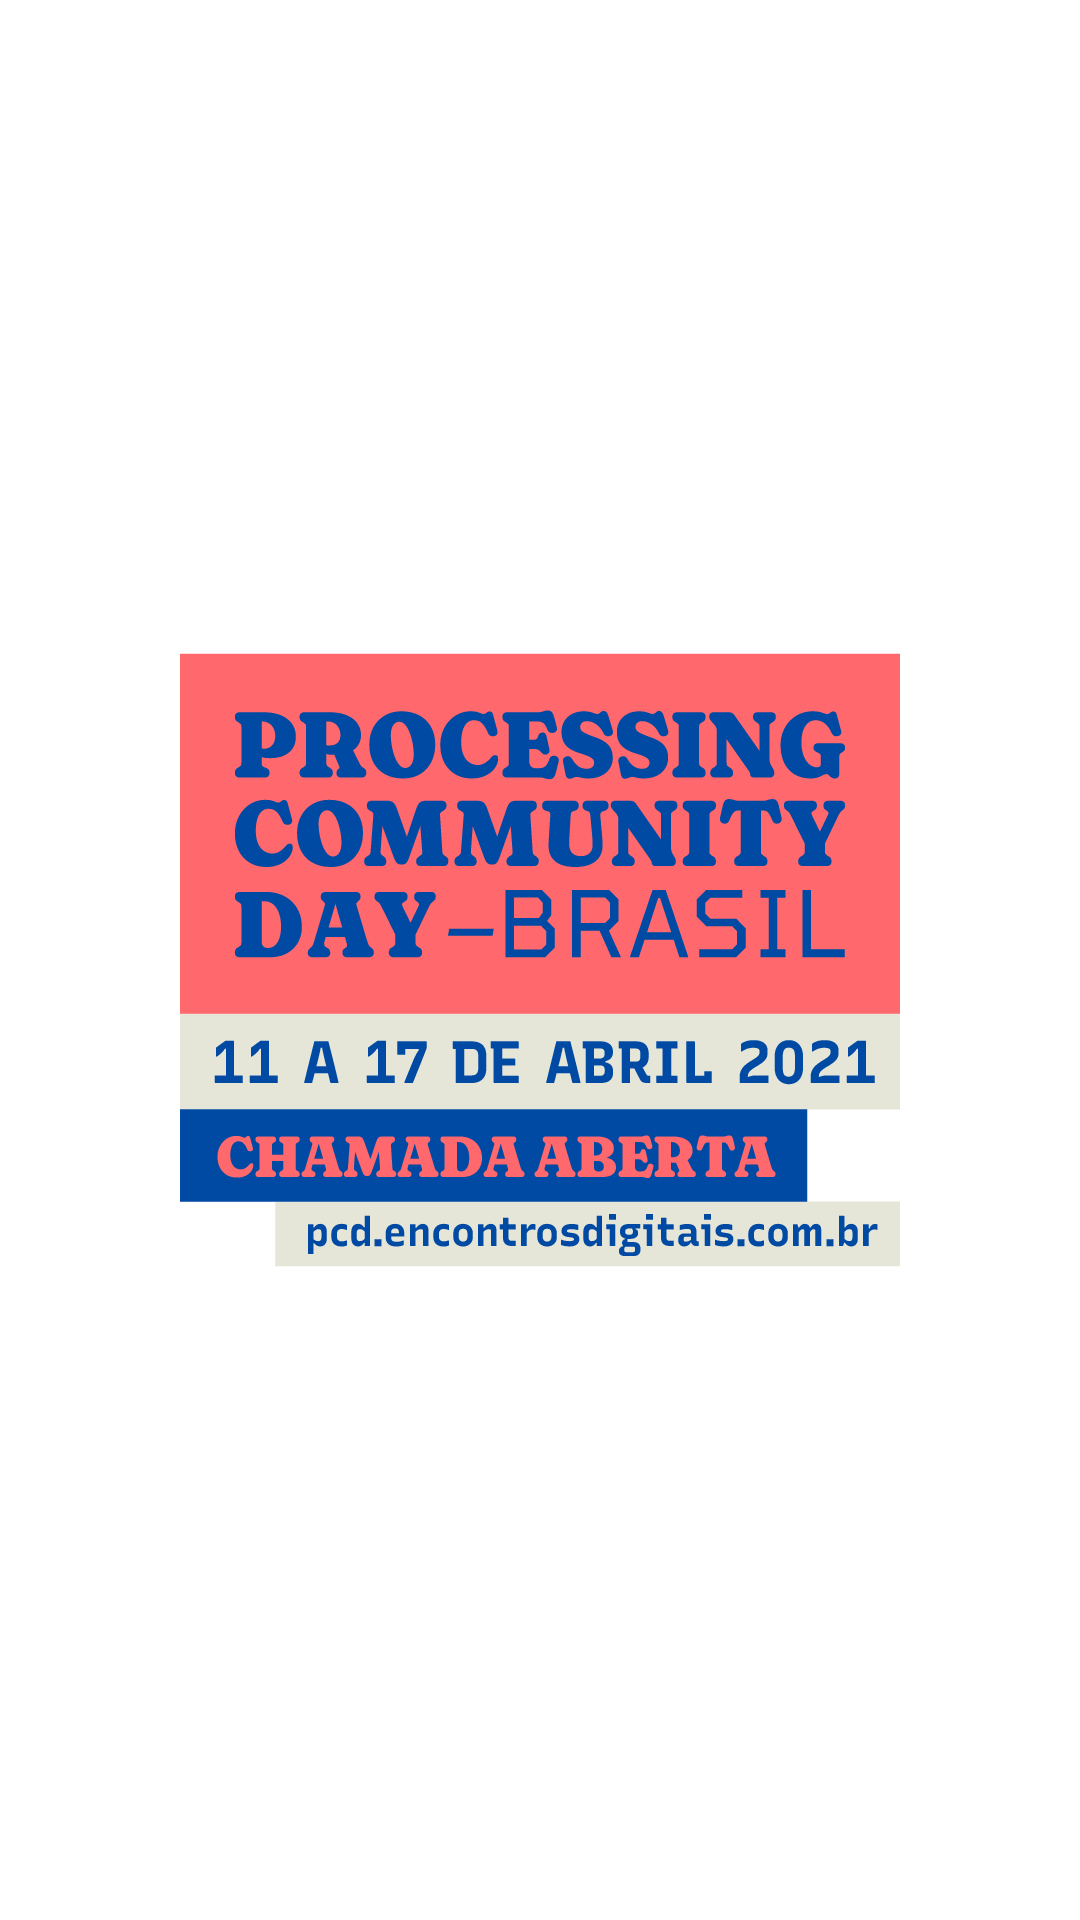 PROCESSING
COMMUNITY
DAY–BRASIL
11 A 17 DE ABRIL 2021
CHAMADA ABERTA
pcd.encontrosdigitais.com.br